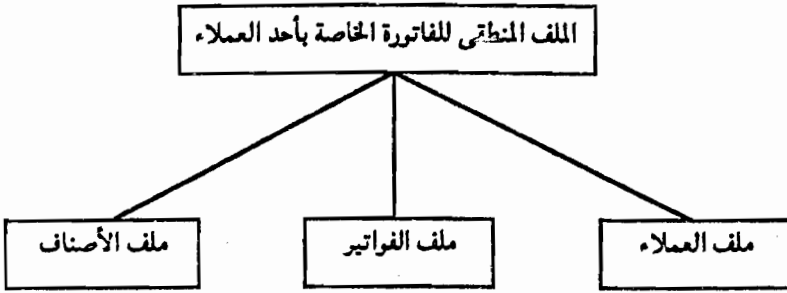 الملف المنطقى للفاتورة الخاصة بأحد العملاء
ملف العملاء
ملف الفواتير
ملف الأصناف